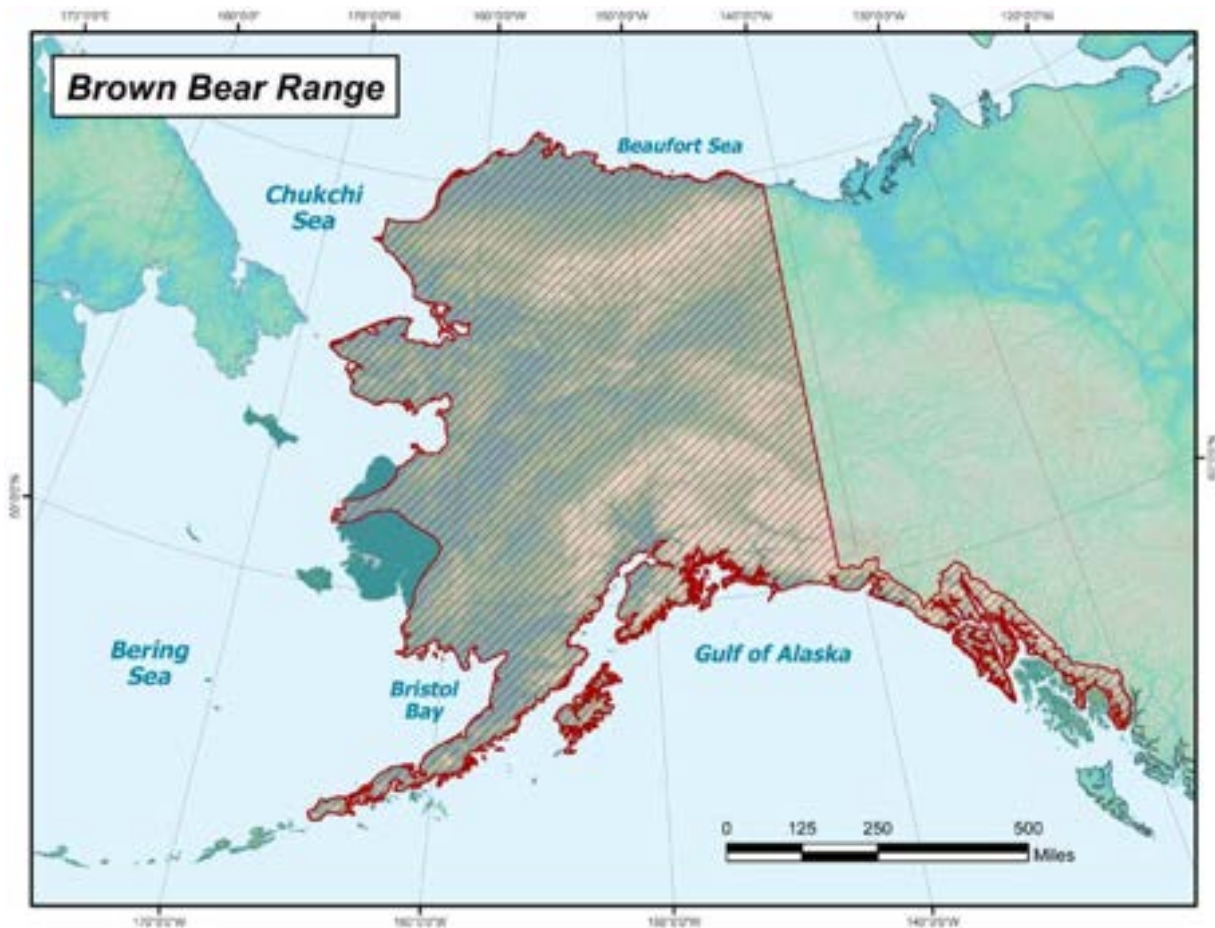 Brown Bear Range
Beaufort Sea
Chukchi
Sea
Bering
Sea
Bristol
Bay
Gulf of Alaska
0 125 250 500
Miles